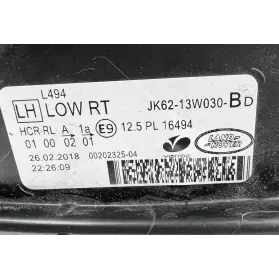 L494
LH LOW RT JK62-13W030-BD
HCR RL A 1a E9 12.5 PL 16494
01 00 02 01
26.02.2018 00202325-04
22:26:09
LAND ROVER